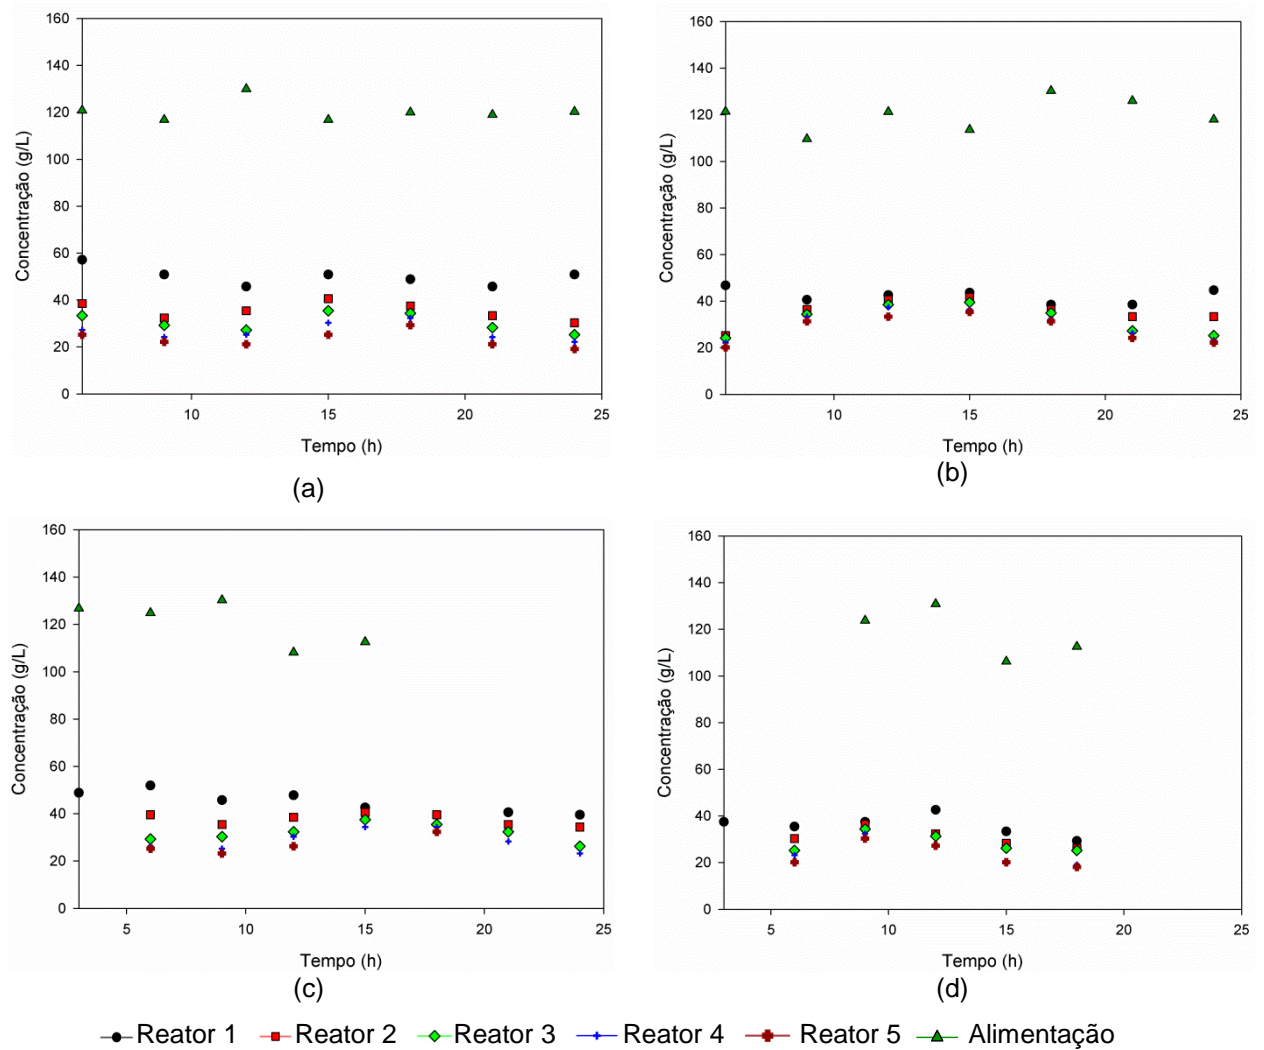 160
140
120
100
80
60
40
20
0
Concentração (g/L)
10 15 20 25
Tempo (h)
(a)
160
140
120
100
80
60
40
20
0
Concentração (g/L)
10 15 20 25
Tempo (h)
(b)
160
140
120
100
80
60
40
20
0
Concentração (g/L)
5 10 15 20 25
Tempo (h)
(c)
160
140
120
100
80
60
40
20
0
Concentração (g/L)
5 10 15 20 25
Tempo (h)
(d)
Reator 1 Reator 2 Reator 3 Reator 4 Reator 5 Alimentação